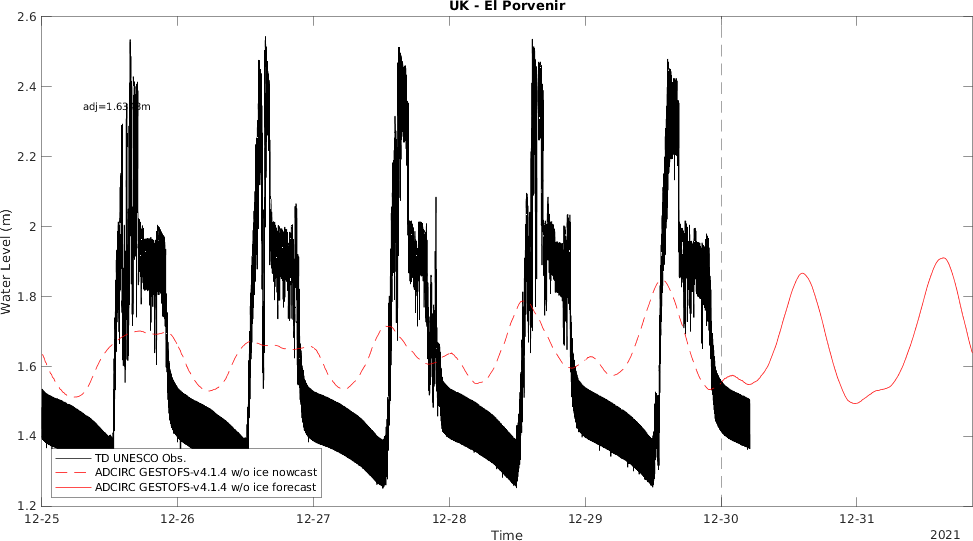 UK - El Porvenir
2.6
2.4
2.2
2
1.8
1.6
1.4
1.2
Water Level (m)
TD UNESCO Obs.
ADCIRC GESTOFS-v4.1.4 w/o ice nowcast
ADCIRC GESTOFS-v4.1.4 w/o ice forecast
12-25
12-26
12-27
12-28
12-29
12-30
12-31
Time
2021